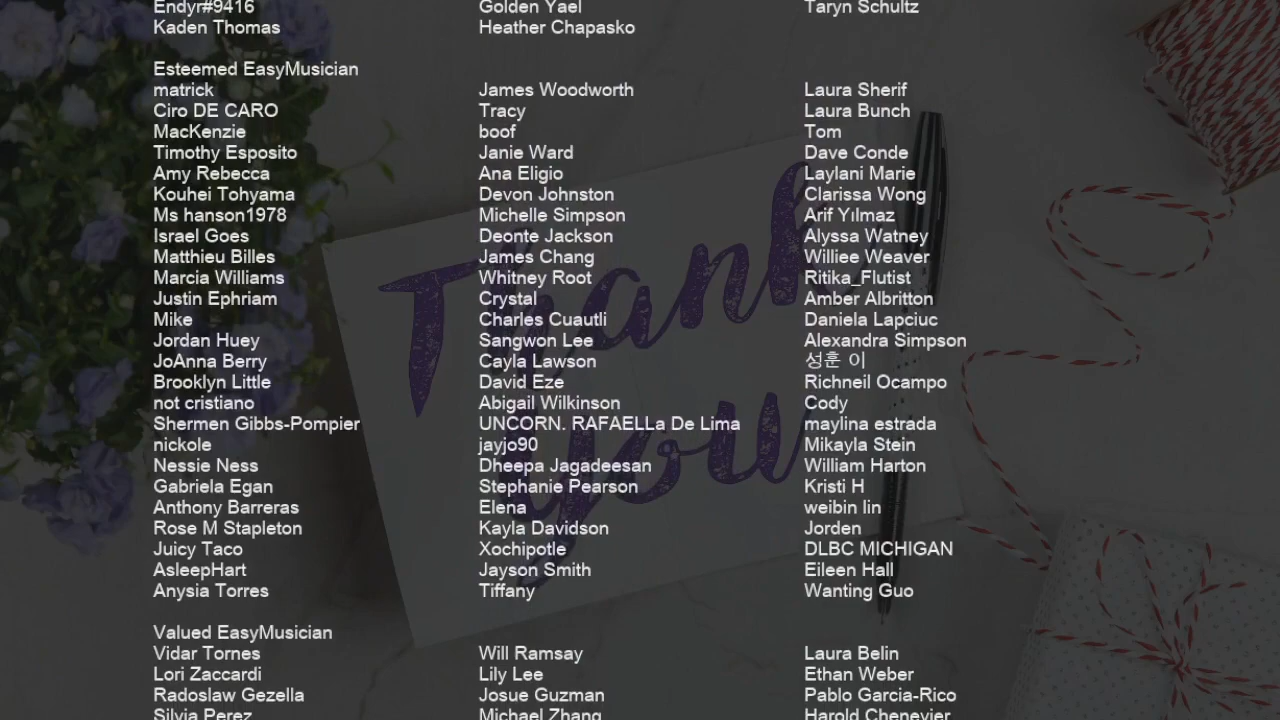 Endyr#9416 Golden Yael Taryn Schultz
Kaden Thomas Heather Chapasko
Esteemed EasyMusician
matrick James Woodworth Laura Sherif
Ciro DE CARO Tracy Laura Bunch
MacKenzie boof Tom
Timothy Esposito Janie Ward Dave Conde
Amy Rebecca Ana Eligio Laylani Marie
Kouhei Tohyama Devon Johnston Clarissa Wong
Ms hanson1978 Michelle Simpson Arif Yılmaz
Israel Goes Deonte Jackson Alyssa Watney
Matthieu Billes James Chang Williee Weaver
Marcia Williams Whitney Root Ritika_Flutist
Justin Ephriam Crystal Amber Albritton
Mike Charles Cuautli Daniela Lapciuc
Jordan Huey Sangwon Lee Alexandra Simpson
JoAnna Berry Cayla Lawson 성훈 이
Brooklyn Little David Eze Richneil Ocampo
not cristiano Abigail Wilkinson Cody
Shermen Gibbs-Pompier UNCORN. RAFAELLa De Lima maylina estrada
nickole jayjo90 Mikayla Stein
Nessie Ness Dheepa Jagadeesan William Harton
Gabriela Egan Stephanie Pearson Kristi H
Anthony Barreras Elena weibin lin
Rose M Stapleton Kayla Davidson Jorden
Juicy Taco Xochipotle DLBC MICHIGAN
AsleepHart Jayson Smith Eileen Hall
Anysia Torres Tiffany Wanting Guo
Valued EasyMusician
Vidar Tornes Will Ramsay Laura Belin
Lori Zaccardi Lily Lee Ethan Weber
Radoslaw Gezella Josue Guzman Pablo Garcia-Rico
Silvia Perez Michael Zhang Harold Chenevier
Thank
you